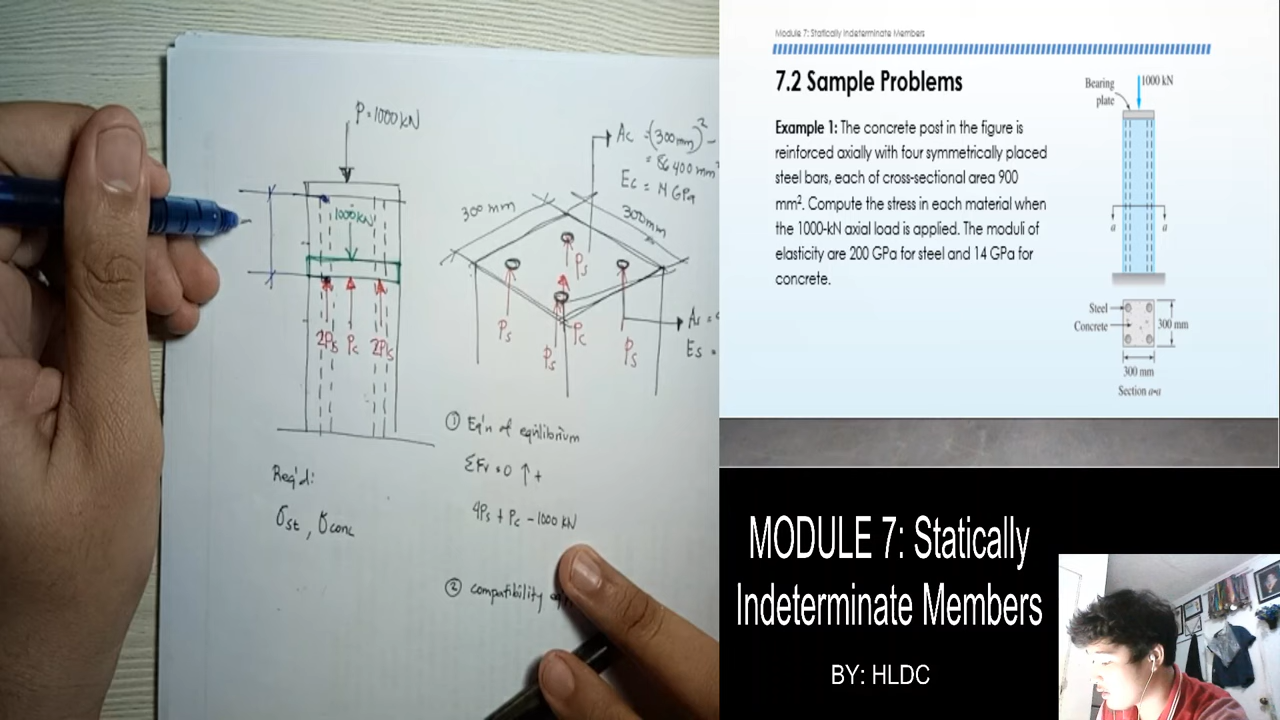 P = 1000 kN
1000 kN
2Ps Pc 2Ps
Req'd:
σst, σconc
300 mm
300mm
Ac = (300mm)² -
= 86 400 mm²
Ec = 14 GPa
Ps
Ps
Ps
Pc
Ps
As =
Es =
① Eq'n of equilibrium
ΣFv = 0 ↑ +
4Ps + Pc - 1000 kN
② compatibility
Module 7: Statically Indeterminate Members
7.2 Sample Problems
Example 1: The concrete post in the figure is
reinforced axially with four symmetrically placed
steel bars, each of cross-sectional area 900
mm². Compute the stress in each material when
the 1000-kN axial load is applied. The moduli of
elasticity are 200 GPa for steel and 14 GPa for
concrete.
1000 kN
Bearing
plate
a a
Steel
Concrete
300 mm
300 mm
Section a-a
MODULE 7: Statically
Indeterminate Members
BY: HLDC